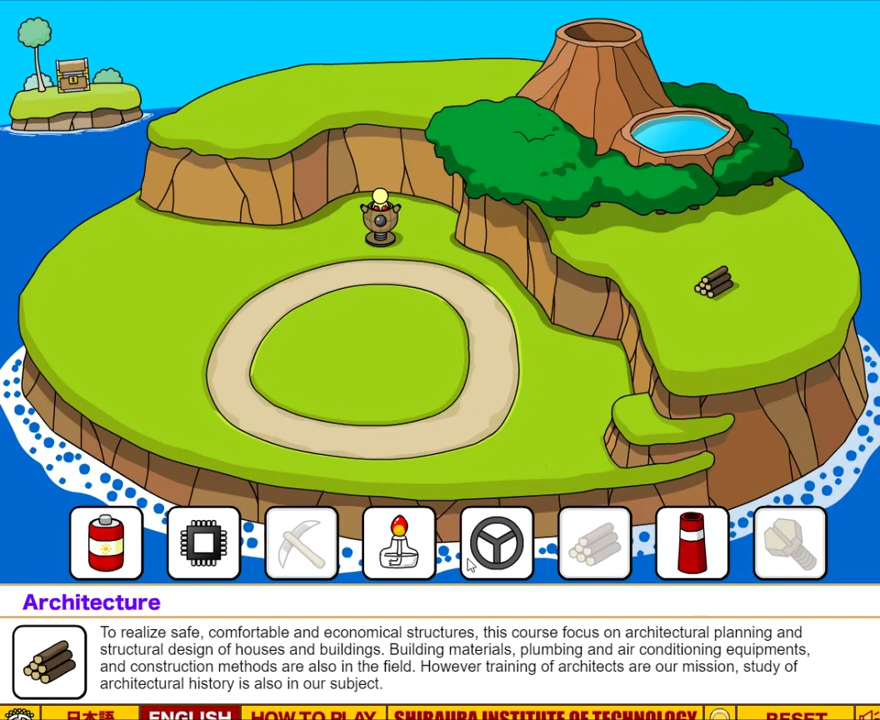 Architecture
To realize safe, comfortable and economical structures, this course focus on architectural planning and
structural design of houses and buildings. Building materials, plumbing and air conditioning equipments,
and construction methods are also in the field. However training of architects are our mission, study of
architectural history is also in our subject.
日本語 ENGLISH HOW TO PLAY SHIBAURA INSTITUTE OF TECHNOLOGY RESET